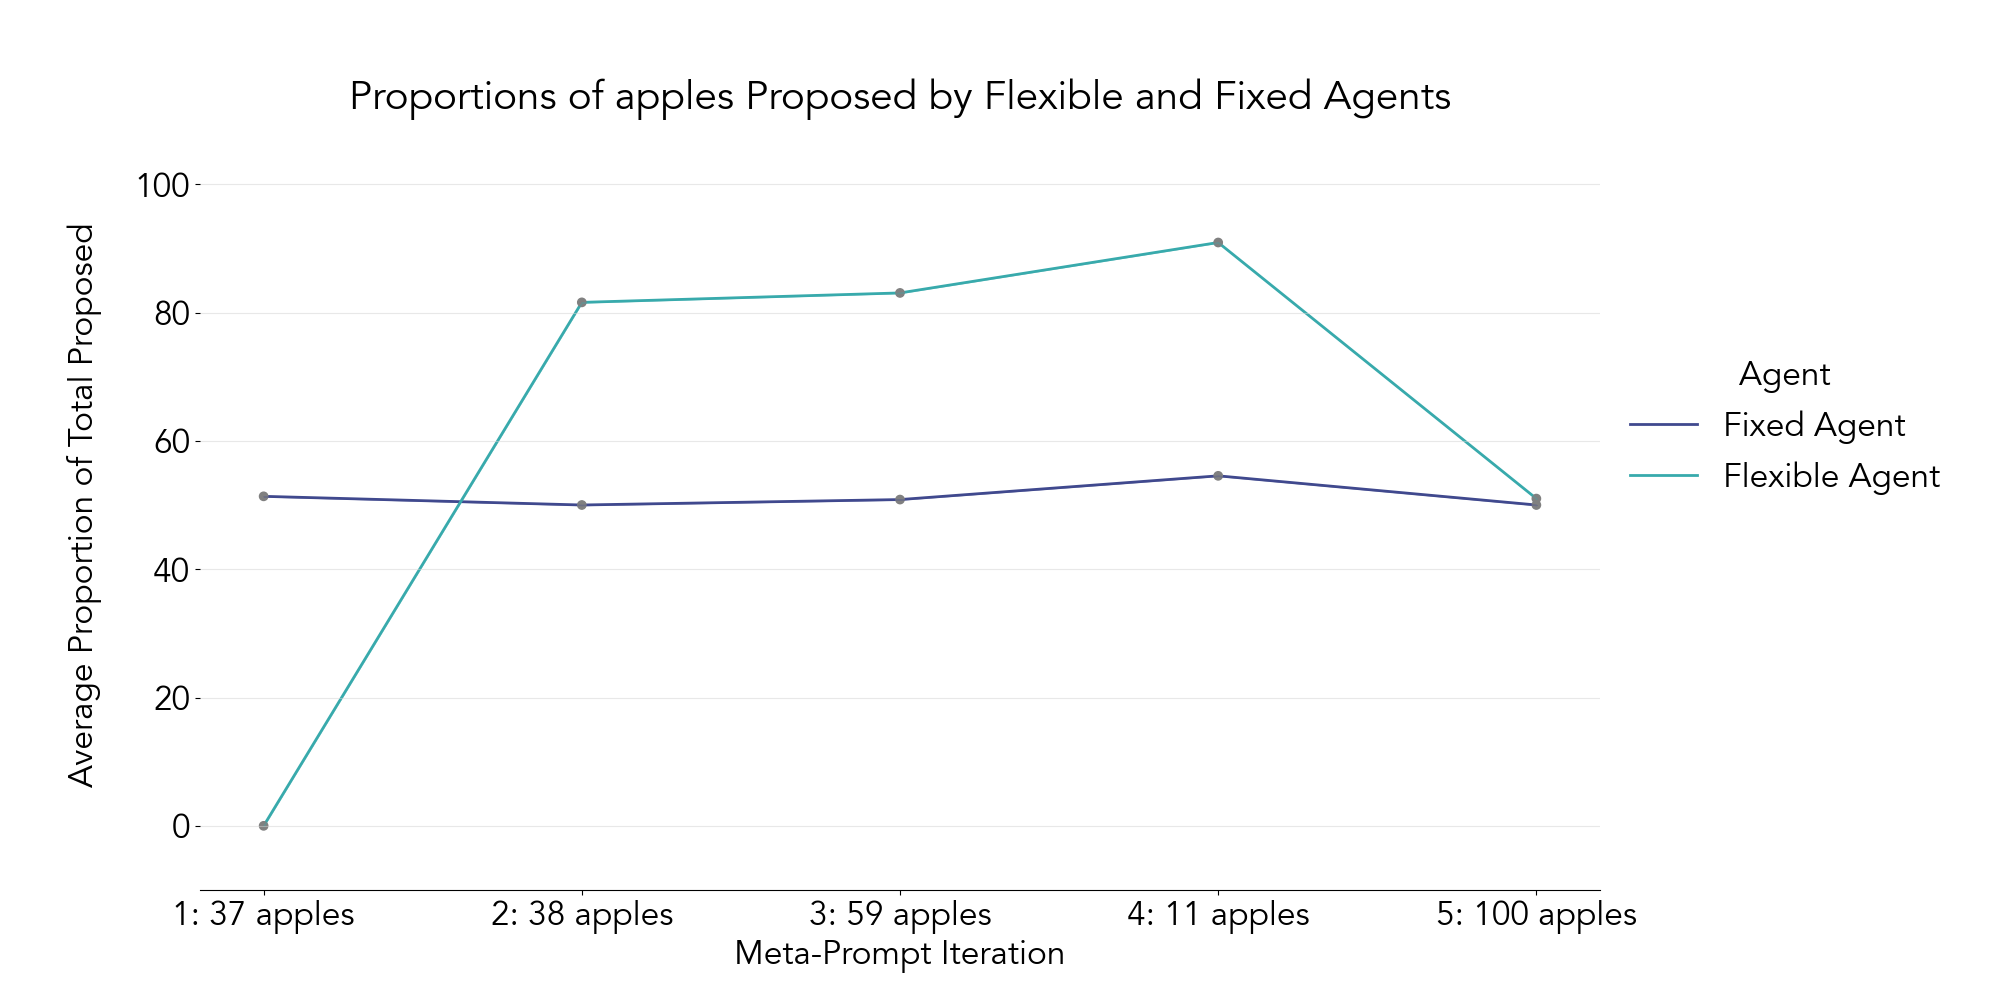 Proportions of apples Proposed by Flexible and Fixed Agents
Average Proportion of Total Proposed
100
80
60
40
20
0
1: 37 apples
2: 38 apples
3: 59 apples
4: 11 apples
5: 100 apples
Meta-Prompt Iteration
Agent
Fixed Agent
Flexible Agent